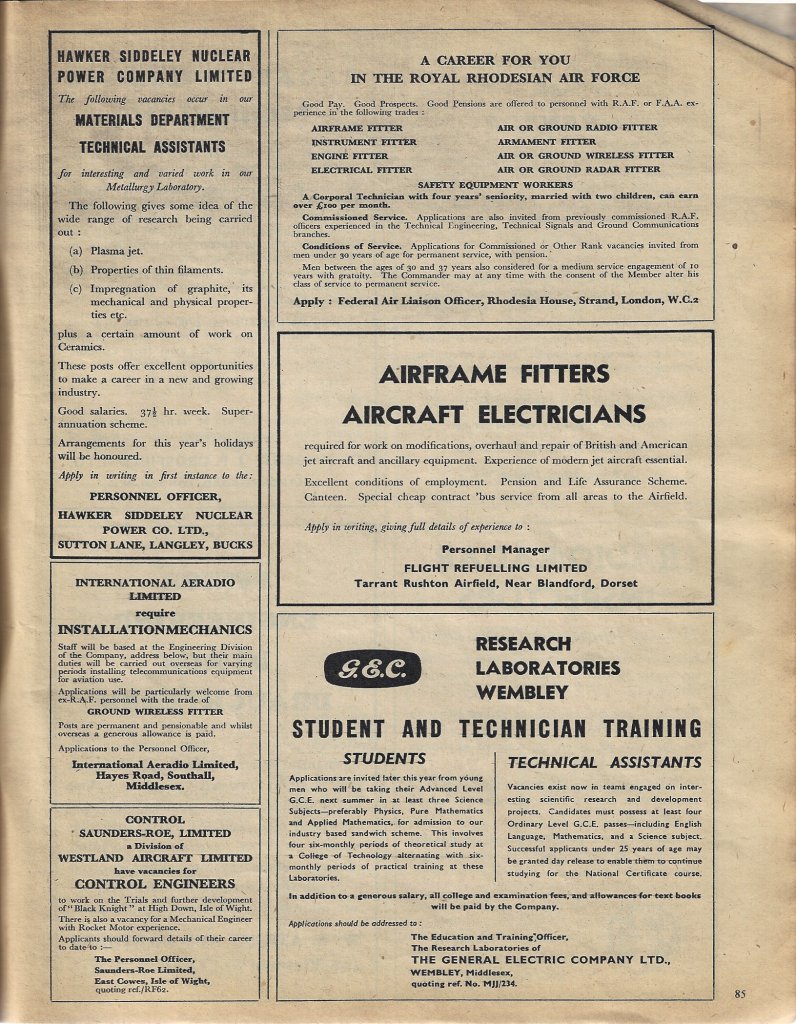 HAWKER SIDDELEY NUCLEAR
POWER COMPANY LIMITED
The following vacancies occur in our
MATERIALS DEPARTMENT
TECHNICAL ASSISTANTS
for interesting and varied work in our
Metallurgy Laboratory.
The following gives some idea of the
wide range of research being carried
out :
(a) Plasma jet.
(b) Properties of thin filaments.
(c) Impregnation of graphite, its
mechanical and physical proper-
ties etc.
plus a certain amount of work on
Ceramics.
These posts offer excellent opportunities
to make a career in a new and growing
industry.
Good salaries. 37½ hr. week. Super-
annuation scheme.
Arrangements for this year's holidays
will be honoured.
Apply in writing in first instance to the:
PERSONNEL OFFICER,
HAWKER SIDDELEY NUCLEAR
POWER CO. LTD.,
SUTTON LANE, LANGLEY, BUCKS
INTERNATIONAL AERADIO
LIMITED
require
INSTALLATION MECHANICS
Staff will be based at the Engineering Division
of the Company, address below, but their main
duties will be carried out overseas for varying
periods installing telecommunications equipment
for aviation use.
Applications will be particularly welcome from
ex-R.A.F. personnel with the trade of
GROUND WIRELESS FITTER
Posts are permanent and pensionable and whilst
overseas a generous allowance is paid.
Applications to the Personnel Officer,
International Aeradio Limited,
Hayes Road, Southall,
Middlesex.
CONTROL
SAUNDERS-ROE, LIMITED
a Division of
WESTLAND AIRCRAFT LIMITED
have vacancies for
CONTROL ENGINEERS
to work on the Trials and further development
of "Black Knight" at High Down, Isle of Wight.
There is also a vacancy for a Mechanical Engineer
with Rocket Motor experience.
Applicants should forward details of their career
to date to :—
The Personnel Officer,
Saunders-Roe Limited,
East Cowes, Isle of Wight,
quoting ref./RF62.
A CAREER FOR YOU
IN THE ROYAL RHODESIAN AIR FORCE
Good Pay. Good Prospects. Good Pensions are offered to personnel with R.A.F. or F.A.A. ex-
perience in the following trades :
AIRFRAME FITTER AIR OR GROUND RADIO FITTER
INSTRUMENT FITTER ARMAMENT FITTER
ENGINE FITTER AIR OR GROUND WIRELESS FITTER
ELECTRICAL FITTER AIR OR GROUND RADAR FITTER
SAFETY EQUIPMENT WORKERS
A Corporal Technician with four years' seniority, married with two children, can earn
over £100 per month.
Commissioned Service. Applications are also invited from previously commissioned R.A.F.
officers experienced in the Technical Engineering, Technical Signals and Ground Communications
branches.
Conditions of Service. Applications for Commissioned or Other Rank vacancies invited from
men under 30 years of age for permanent service, with pension.
Men between the ages of 30 and 37 years also considered for a medium service engagement of 10
years with gratuity. The Commander may at any time with the consent of the Member alter his
class of service to permanent service.
Apply : Federal Air Liaison Officer, Rhodesia House, Strand, London, W.C.2
AIRFRAME FITTERS
AIRCRAFT ELECTRICIANS
required for work on modifications, overhaul and repair of British and American
jet aircraft and ancillary equipment. Experience of modern jet aircraft essential.
Excellent conditions of employment. Pension and Life Assurance Scheme.
Canteen. Special cheap contract 'bus service from all areas to the Airfield.
Apply in writing, giving full details of experience to :
Personnel Manager
FLIGHT REFUELLING LIMITED
Tarrant Rushton Airfield, Near Blandford, Dorset
G.E.C.
RESEARCH
LABORATORIES
WEMBLEY
STUDENT AND TECHNICIAN TRAINING
STUDENTS
Applications are invited later this year from young
men who will be taking their Advanced Level
G.C.E. next summer in at least three Science
Subjects—preferably Physics, Pure Mathematics
and Applied Mathematics, for admission to our
industry based sandwich scheme. This involves
four six-monthly periods of theoretical study at
a College of Technology alternating with six-
monthly periods of practical training at these
Laboratories.
TECHNICAL ASSISTANTS
Vacancies exist now in teams engaged on inter-
esting scientific research and development
projects. Candidates must possess at least four
Ordinary Level G.C.E. passes—including English
Language, Mathematics, and a Science subject.
Successful applicants under 25 years of age may
be granted day release to enable them to continue
studying for the National Certificate course.
In addition to a generous salary, all college and examination fees, and allowances for text books
will be paid by the Company.
Applications should be addressed to :
The Education and Training Officer,
The Research Laboratories of
THE GENERAL ELECTRIC COMPANY LTD.,
WEMBLEY, Middlesex,
quoting ref. No. MJJ/234.
85